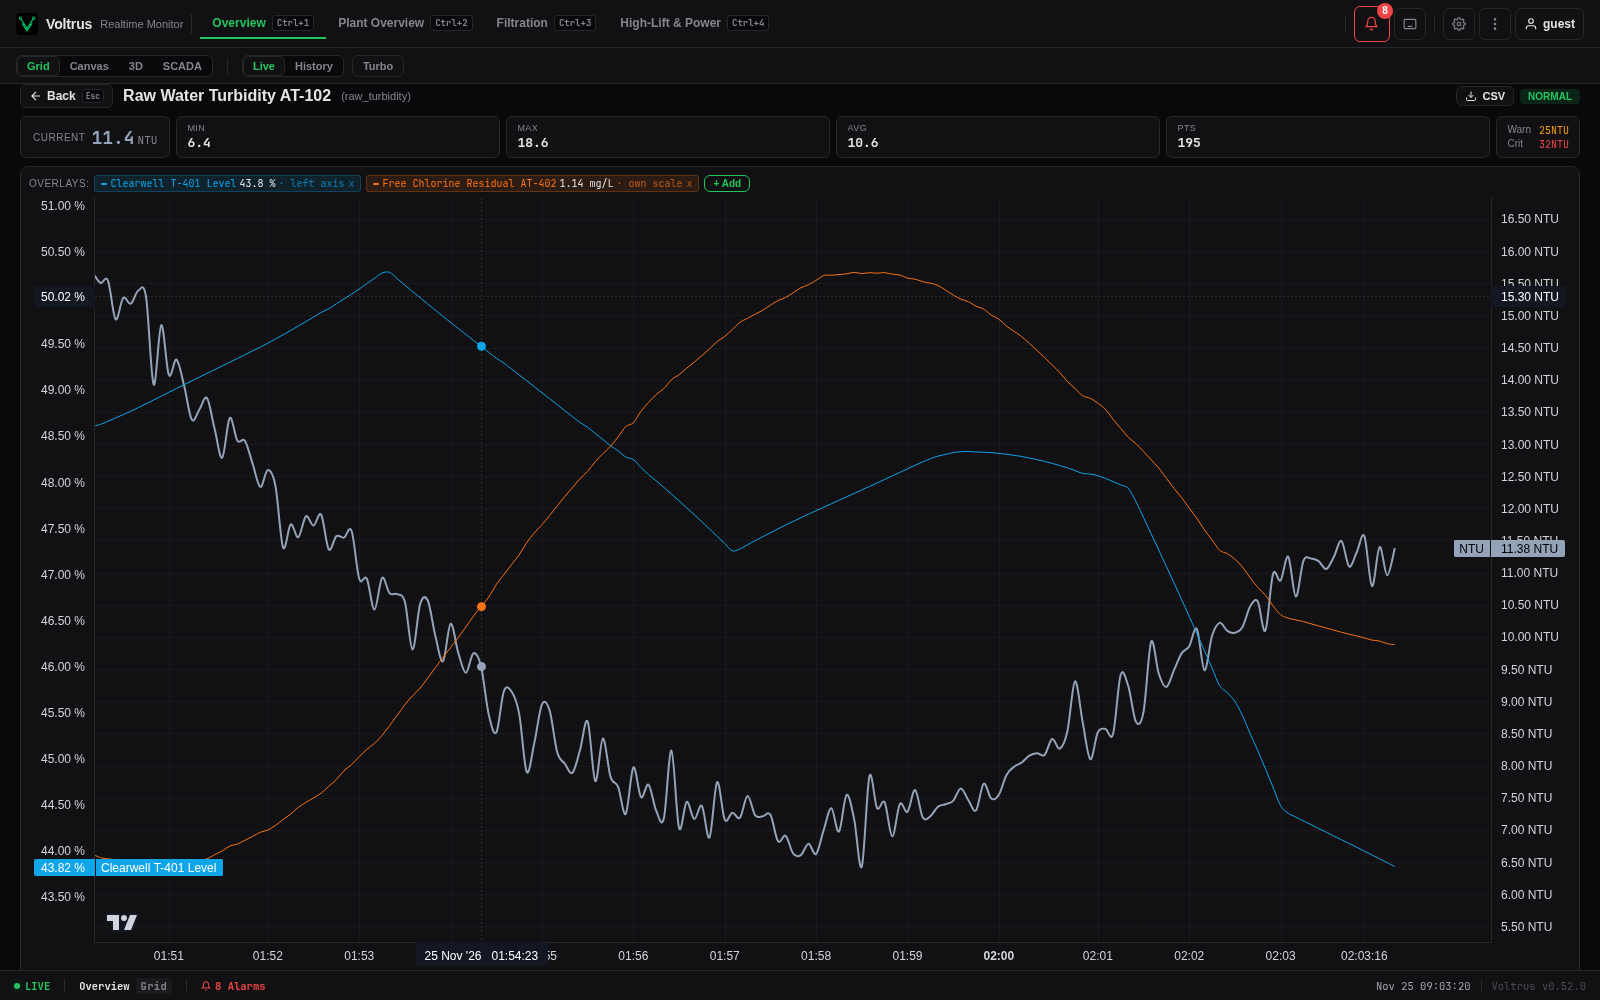 Voltrus Realtime Monitor Overview Ctrl+1 Plant Overview Ctrl+2 Filtration Ctrl+3 High-Lift & Power Ctrl+4 8 guest
Grid Canvas 3D SCADA Live History Turbo
Back Esc Raw Water Turbidity AT-102 (raw_turbidity) CSV NORMAL
CURRENT 11.4 NTU
MIN
6.4
MAX
18.6
AVG
10.6
PTS
195
Warn 25NTU
Crit 32NTU
OVERLAYS: Clearwell T-401 Level 43.8 % · left axis x Free Chlorine Residual AT-402 1.14 mg/L · own scale x + Add
51.00 %
50.50 %
50.02 %
49.50 %
49.00 %
48.50 %
48.00 %
47.50 %
47.00 %
46.50 %
46.00 %
45.50 %
45.00 %
44.50 %
44.00 %
43.82 % Clearwell T-401 Level
43.50 %
16.50 NTU
16.00 NTU
15.50 NTU
15.30 NTU
15.00 NTU
14.50 NTU
14.00 NTU
13.50 NTU
13.00 NTU
12.50 NTU
12.00 NTU
11.50 NTU
NTU 11.38 NTU
11.00 NTU
10.50 NTU
10.00 NTU
9.50 NTU
9.00 NTU
8.50 NTU
8.00 NTU
7.50 NTU
7.00 NTU
6.50 NTU
6.00 NTU
5.50 NTU
01:51 01:52 01:53 25 Nov '26 01:54:23 01:56 01:57 01:58 01:59 02:00 02:01 02:02 02:03 02:03:16
LIVE Overview Grid 8 Alarms Nov 25 09:03:20 Voltrus v0.52.0